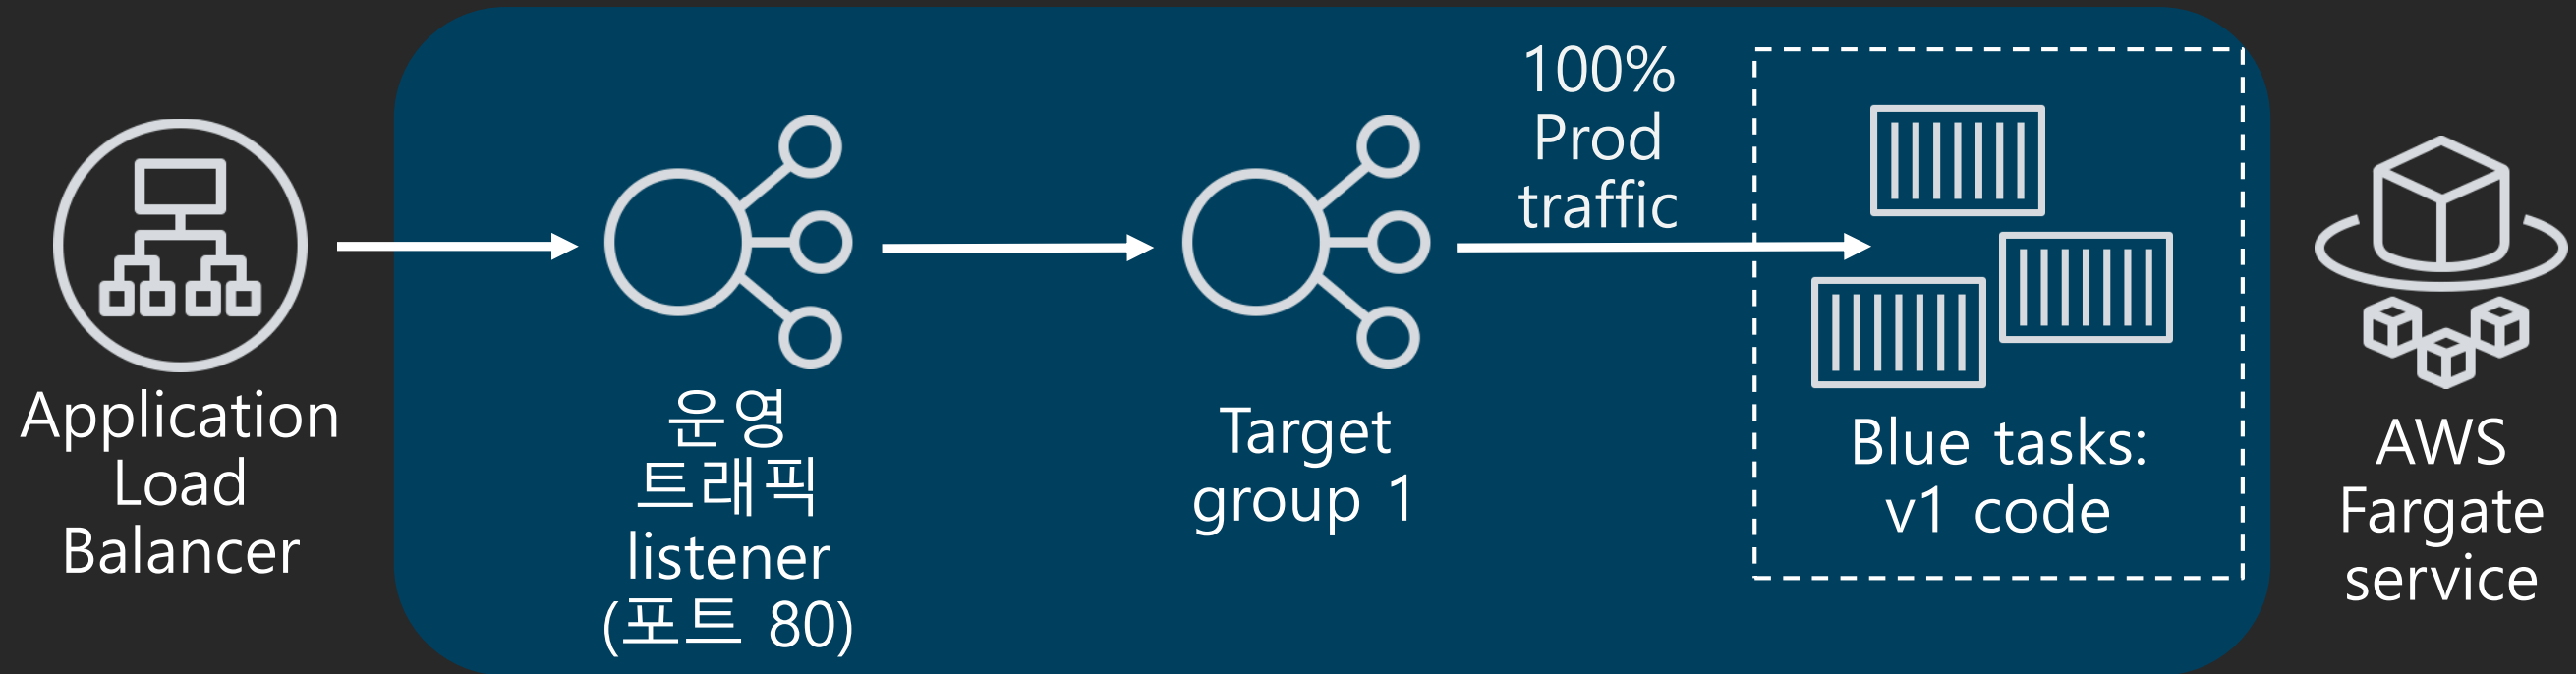 Application
Load
Balancer
운영
트래픽
listener
(포트 80)
Target
group 1
100%
Prod
traffic
Blue tasks:
v1 code
AWS
Fargate
service